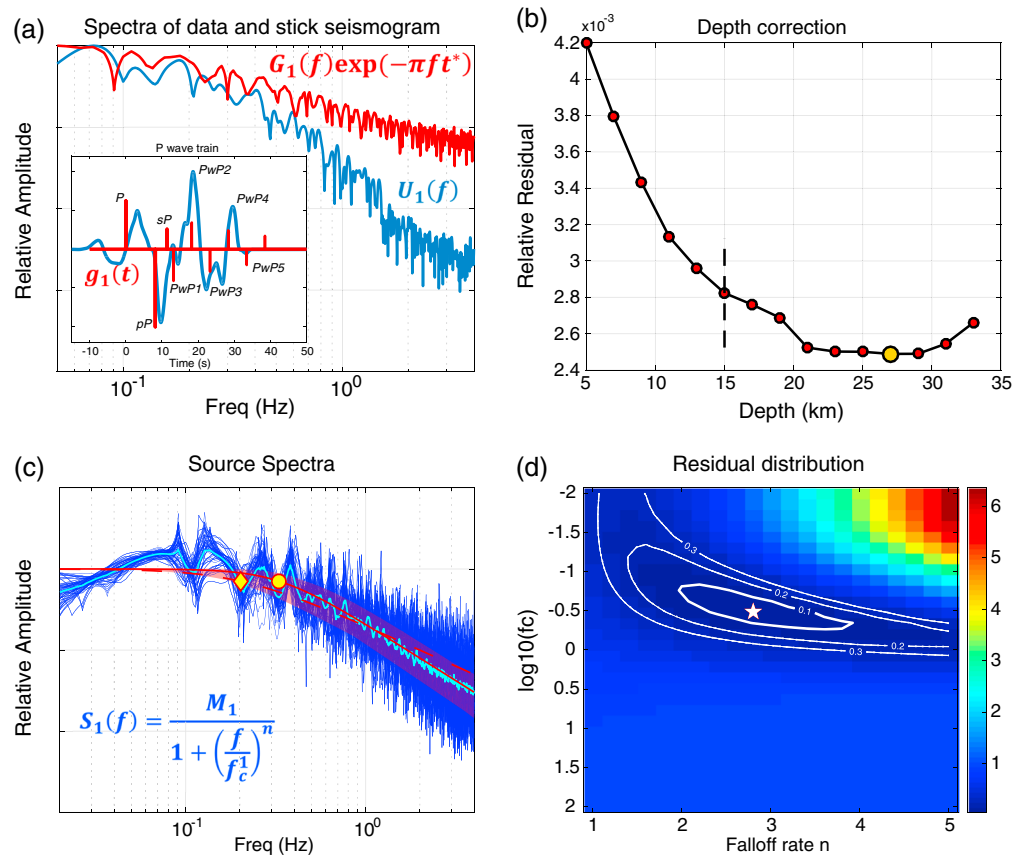 (a)
Spectra of data and stick seismogram
G₁(f)exp(−πft*)
U₁(f)
Relative Amplitude
P wave train
P
pP
sP
PwP1
PwP2
PwP3
PwP4
PwP5
g₁(t)
-10 0 10 20 30 40 50
Time (s)
10⁻¹ 10⁰
Freq (Hz)
(b)
Depth correction
×10⁻³
4.2
4
3.8
3.6
3.4
3.2
3
2.8
2.6
2.4
Relative Residual
5 10 15 20 25 30 35
Depth (km)
(c)
Source Spectra
Relative Amplitude
S₁(f) = M₁ / (1 + (f / f_c¹)ⁿ)
10⁻¹ 10⁰
Freq (Hz)
(d)
Residual distribution
-2
-1.5
-1
-0.5
0
0.5
1
1.5
2
log10(fc)
0.3
0.2
0.1
0.2
0.3
1 2 3 4 5
Falloff rate n
6
5
4
3
2
1